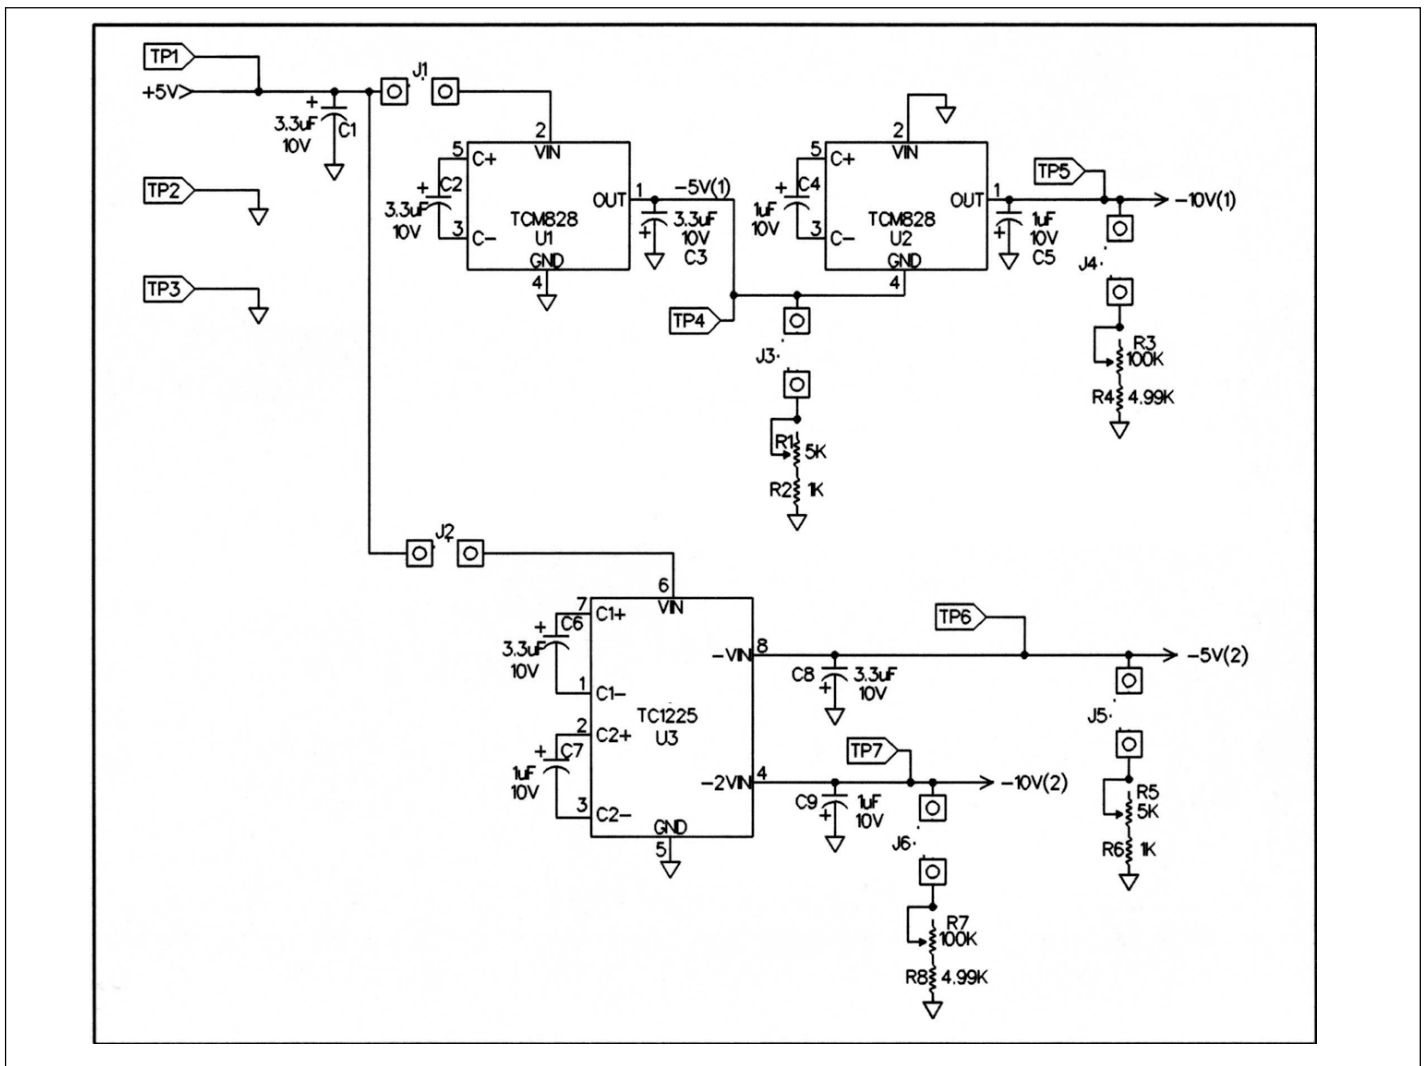 TP1
+5V
+
3.3uF
10V
C1
J1
TP2
TP3
2
VIN
5
C+
+
C2
3.3uF
10V
3
C-
TCM828
U1
OUT
1
GND
4
-5V(1)
3.3uF
10V
+
C3
TP4
2
VIN
5
C+
+
C4
1uF
10V
3
C-
TCM828
U2
OUT
1
GND
4
TP5
-10V(1)
1uF
10V
+
C5
J4
R3
100K
R4
4.99K
J3
R1
5K
R2
1K
J2
6
VIN
7
C1+
+
C6
3.3uF
10V
1
C1-
2
C2+
+
C7
1uF
10V
3
C2-
TC1225
U3
-VIN
8
-2VIN
4
GND
5
TP6
-5V(2)
C8
3.3uF
10V
+
J5
R5
5K
R6
1K
TP7
-10V(2)
C9
1uF
10V
+
J6
R7
100K
R8
4.99K